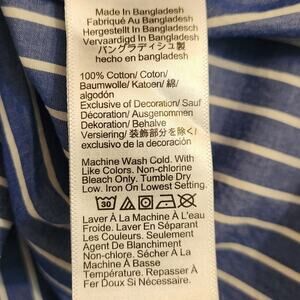 Made In Bangladesh
Fabriqué Au Bangladesh
Hergestellt In Bangladesch
Vervaardigd In Bangladesh
バングラディシュ製
hecho en bangladesh
100% Cotton/ Coton/
Baumwolle/ Katoen/ 綿/
algodón
Exclusive of Decoration/ Sauf
Décoration/ Ausgenommen
Dekoration/ Behalve
Versiering/ 装飾部分を除く/
exclusivo de la decoración
Machine Wash Cold. With
Like Colors. Non-chlorine
Bleach Only. Tumble Dry
Low. Iron On Lowest Setting.
30
Laver À La Machine À L'eau
Froide. Laver En Séparant
Les Couleurs. Seulement
Agent De Blanchiment
Non-chlore. Sécher À La
Machine À Basse
Température. Repasser À
Fer Doux Si Nécessaire.